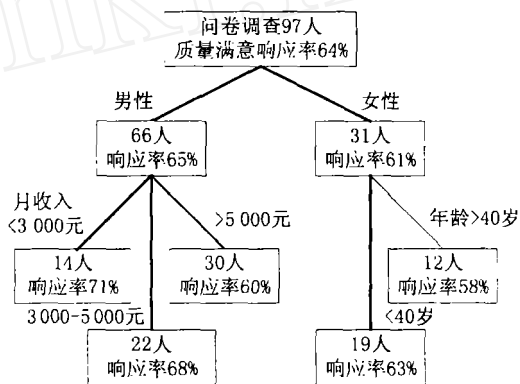 问卷调查97人
质量满意响应率64%
男性
女性
66人
响应率65%
31人
响应率61%
月收入
<3 000元
>5 000元
年龄>40岁
14人
响应率71%
30人
响应率60%
12人
响应率58%
3 000-5 000元
<40岁
22人
响应率68%
19人
响应率63%